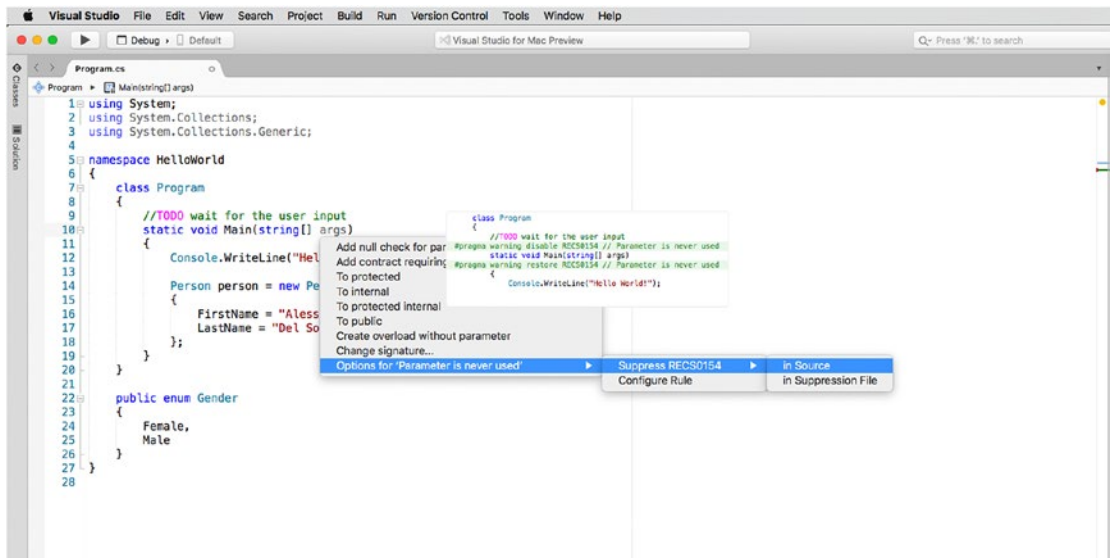 Visual Studio File Edit View Search Project Build Run Version Control Tools Window Help
Debug › Default
Visual Studio for Mac Preview
Press '⌘.' to search
Program.cs
Program ▸ Main(string[] args)
Classes
Solution
1 using System;
2 using System.Collections;
3 using System.Collections.Generic;
4
5 namespace HelloWorld
6 {
7 class Program
8 {
9 //TODO wait for the user input
10 static void Main(string[] args)
11 {
12 Console.WriteLine("Hel
13
14 Person person = new Pe
15 {
16 FirstName = "Aless
17 LastName = "Del So
18 };
19 }
20 }
21
22 public enum Gender
23 {
24 Female,
25 Male
26 }
27 }
28
Add null check for par
Add contract requiring
To protected
To internal
To protected internal
To public
Create overload without parameter
Change signature...
Options for 'Parameter is never used'
Suppress RECS0154
Configure Rule
in Source
in Suppression File
class Program
{
//TODO wait for the user input
#pragma warning disable RECS0154 // Parameter is never used
static void Main(string[] args)
#pragma warning restore RECS0154 // Parameter is never used
{
Console.WriteLine("Hello World!");